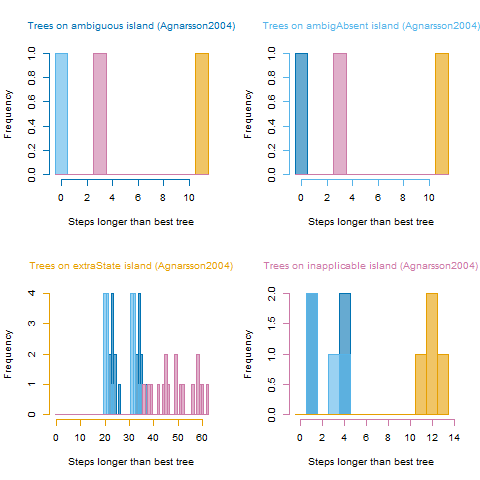 Trees on ambiguous island (Agnarsson2004)
Frequency
0.0 0.2 0.4 0.6 0.8 1.0
0 2 4 6 8 10
Steps longer than best tree
Trees on ambigAbsent island (Agnarsson2004)
Frequency
0.0 0.2 0.4 0.6 0.8 1.0
0 2 4 6 8 10
Steps longer than best tree
Trees on extraState island (Agnarsson2004)
Frequency
0 1 2 3 4
0 10 20 30 40 50 60
Steps longer than best tree
Trees on inapplicable island (Agnarsson2004)
Frequency
0.0 0.5 1.0 1.5 2.0
0 2 4 6 8 10 12 14
Steps longer than best tree